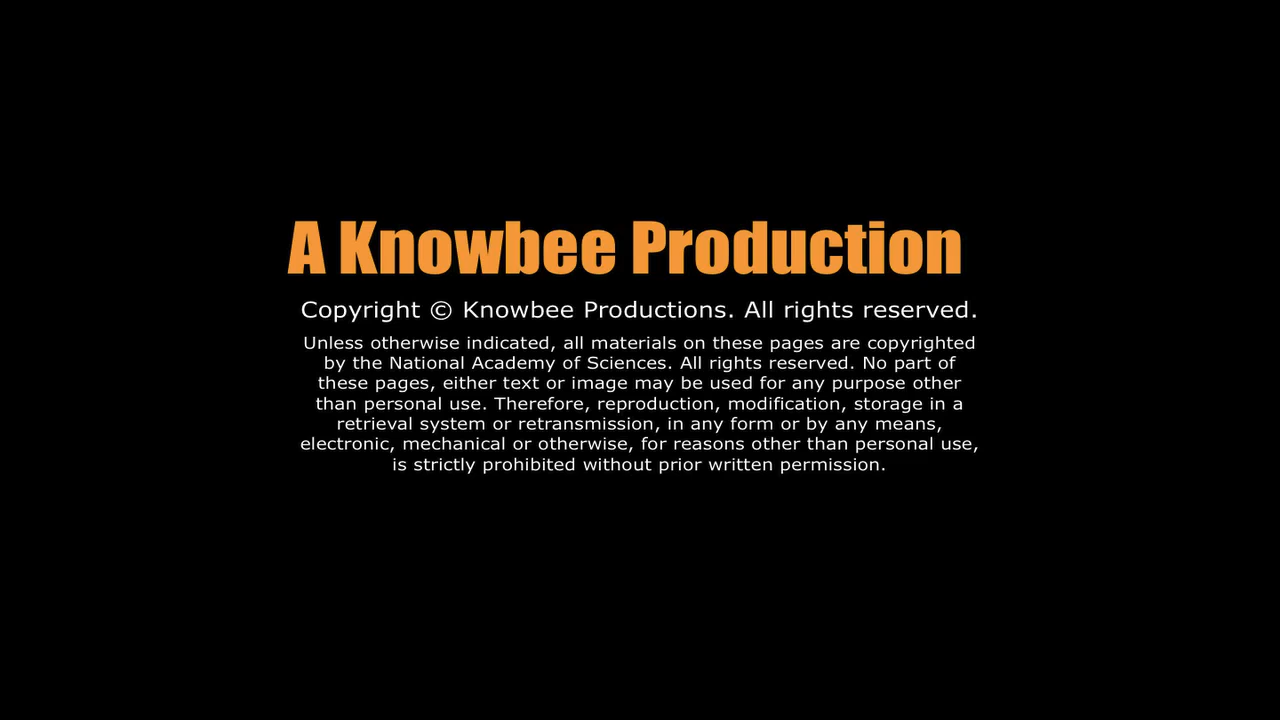 A Knowbee Production
Copyright © Knowbee Productions. All rights reserved.
Unless otherwise indicated, all materials on these pages are copyrighted
by the National Academy of Sciences. All rights reserved. No part of
these pages, either text or image may be used for any purpose other
than personal use. Therefore, reproduction, modification, storage in a
retrieval system or retransmission, in any form or by any means,
electronic, mechanical or otherwise, for reasons other than personal use,
is strictly prohibited without prior written permission.